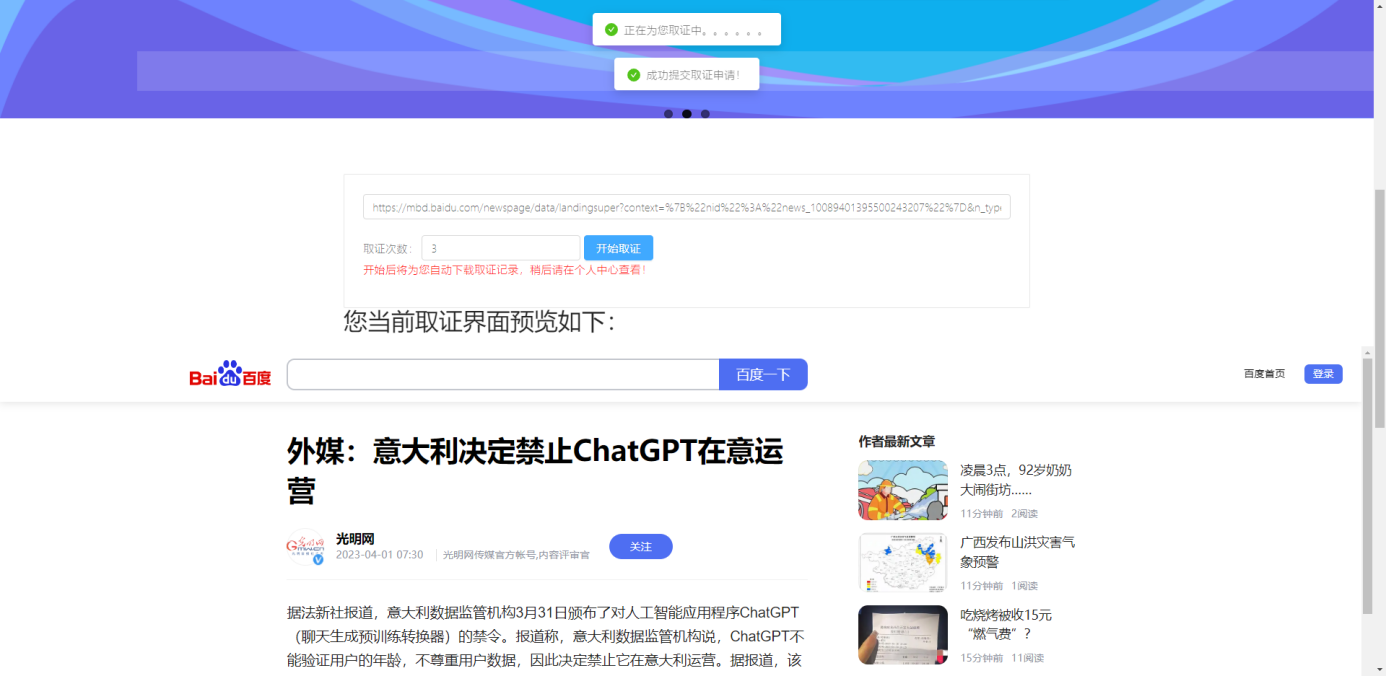 正在为您取证中。。。。。。
成功提交取证申请！
https://mbd.baidu.com/newspage/data/landingsuper?context=%7B%22nid%22%3A%22news_10089401395500243207%22%7D&n_type
取证次数： 3 开始取证
开始后将为您自动下载取证记录，稍后请在个人中心查看！
您当前取证界面预览如下：
Bai du 百度 百度一下 百度首页 登录
外媒：意大利决定禁止ChatGPT在意运
营
光明网
2023-04-01 07:30 光明网传媒官方帐号,内容评审官
关注
据法新社报道，意大利数据监管机构3月31日颁布了对人工智能应用程序ChatGPT
（聊天生成预训练转换器）的禁令。报道称，意大利数据监管机构说，ChatGPT不
能验证用户的年龄，不尊重用户数据，因此决定禁止它在意大利运营。据报道，该
作者最新文章
凌晨3点，92岁奶奶
大闹街坊......
11分钟前 2阅读
广西发布山洪灾害气
象预警
11分钟前 1阅读
吃烧烤被收15元
“燃气费”？
15分钟前 11阅读